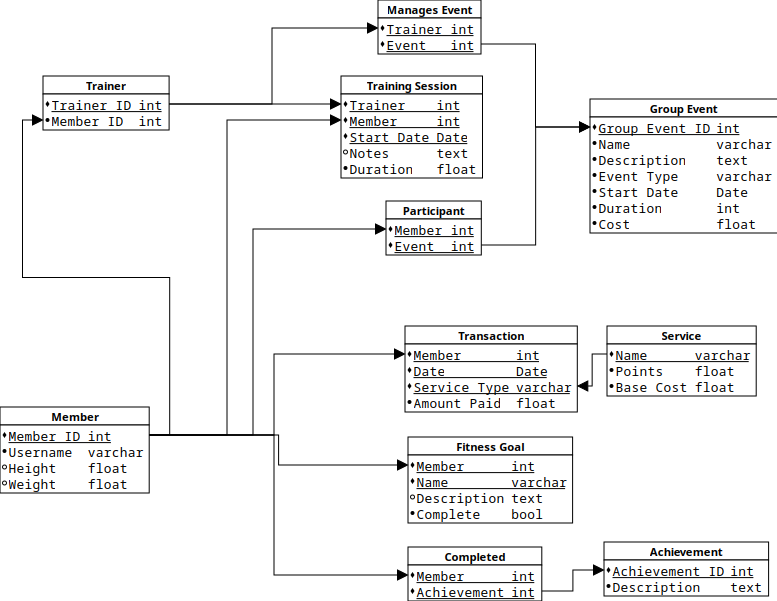 Manages Event
Trainer int
Event int
Trainer
Trainer ID int
Member ID int
Training Session
Trainer int
Member int
Start Date Date
Notes text
Duration float
Group Event
Group Event ID int
Name varchar
Description text
Event Type varchar
Start Date Date
Duration int
Cost float
Participant
Member int
Event int
Transaction
Member int
Date Date
Service Type varchar
Amount Paid float
Service
Name varchar
Points float
Base Cost float
Member
Member ID int
Username varchar
Height float
Weight float
Fitness Goal
Member int
Name varchar
Description text
Complete bool
Completed
Member int
Achievement int
Achievement
Achievement ID int
Description text